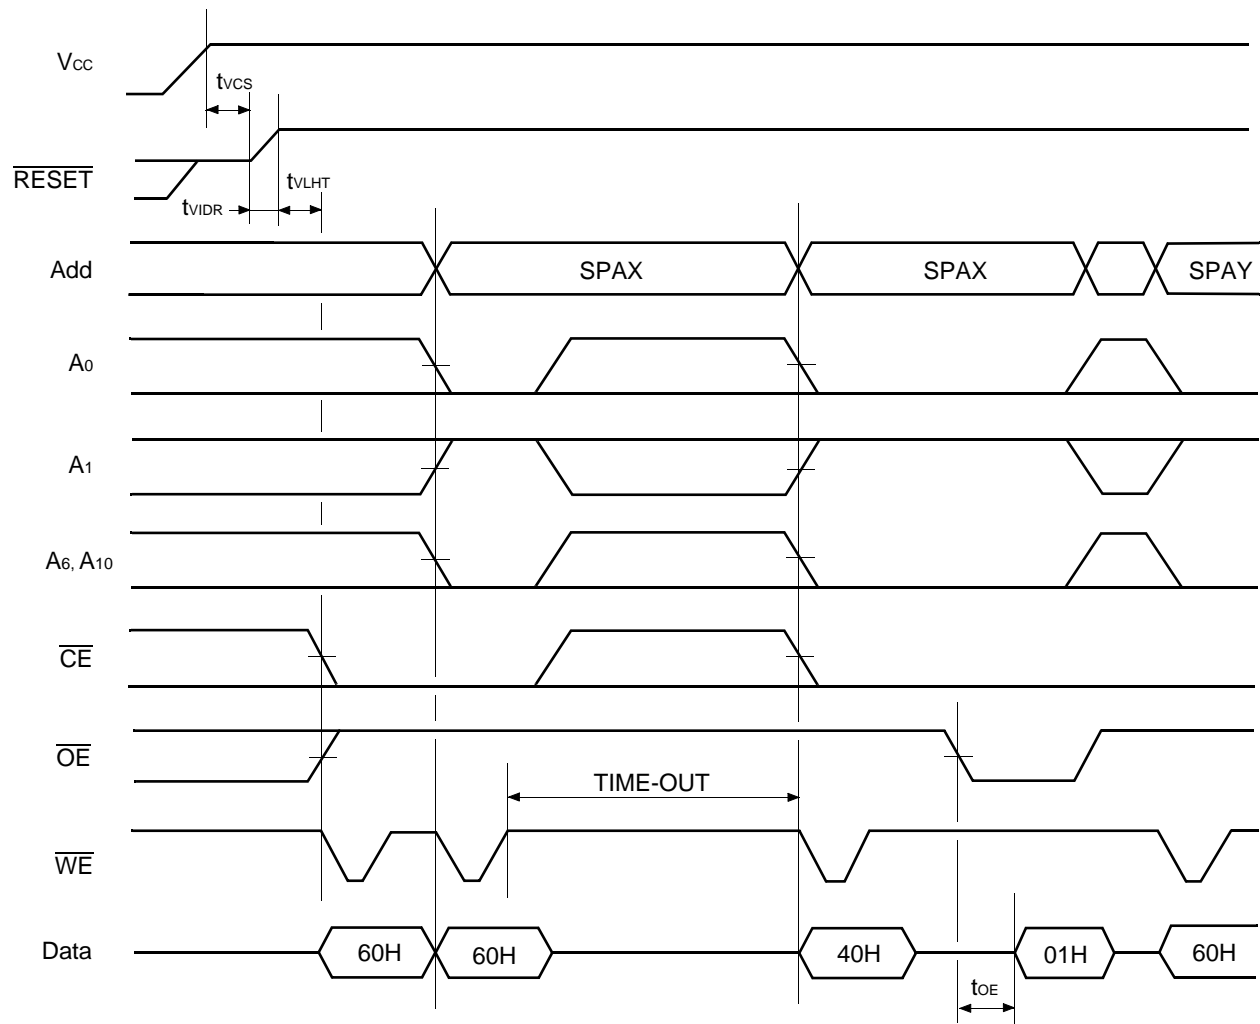 VCC
tVCS
RESET
tVLHT
tVIDR
Add SPAX SPAX SPAY
A0
A1
A6, A10
CE
OE
TIME-OUT
WE
Data 60H 60H 40H 01H 60H
tOE